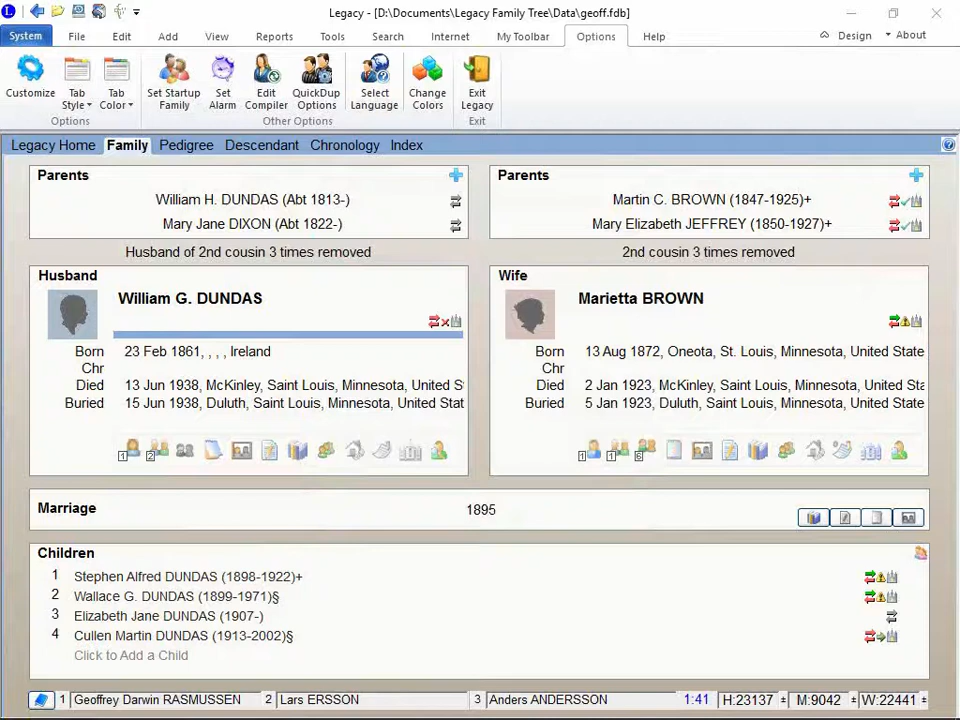 Legacy - [D:\Documents\Legacy Family Tree\Data\geoff.fdb]
System File Edit Add View Reports Tools Search Internet My Toolbar Options Help Design About
Customize Tab Style Tab Color Set Startup Family Set Alarm Edit Compiler QuickDup Options Select Language Change Colors Exit Legacy
Options Other Options Exit
Legacy Home Family Pedigree Descendant Chronology Index
Parents
William H. DUNDAS (Abt 1813-)
Mary Jane DIXON (Abt 1822-)
Parents
Martin C. BROWN (1847-1925)+
Mary Elizabeth JEFFREY (1850-1927)+
Husband of 2nd cousin 3 times removed
2nd cousin 3 times removed
Husband
William G. DUNDAS
Born 23 Feb 1861, , , , Ireland
Chr
Died 13 Jun 1938, McKinley, Saint Louis, Minnesota, United S
Buried 15 Jun 1938, Duluth, Saint Louis, Minnesota, United Stat
1 2
Wife
Marietta BROWN
Born 13 Aug 1872, Oneota, St. Louis, Minnesota, United State
Chr
Died 2 Jan 1923, McKinley, Saint Louis, Minnesota, United Sta
Buried 5 Jan 1923, Duluth, Saint Louis, Minnesota, United State
1 1 6
Marriage 1895
Children
1 Stephen Alfred DUNDAS (1898-1922)+
2 Wallace G. DUNDAS (1899-1971)§
3 Elizabeth Jane DUNDAS (1907-)
4 Cullen Martin DUNDAS (1913-2002)§
Click to Add a Child
1 Geoffrey Darwin RASMUSSEN 2 Lars ERSSON 3 Anders ANDERSSON 1:41 H:23137 ± M:9042 ± W:22441 ±